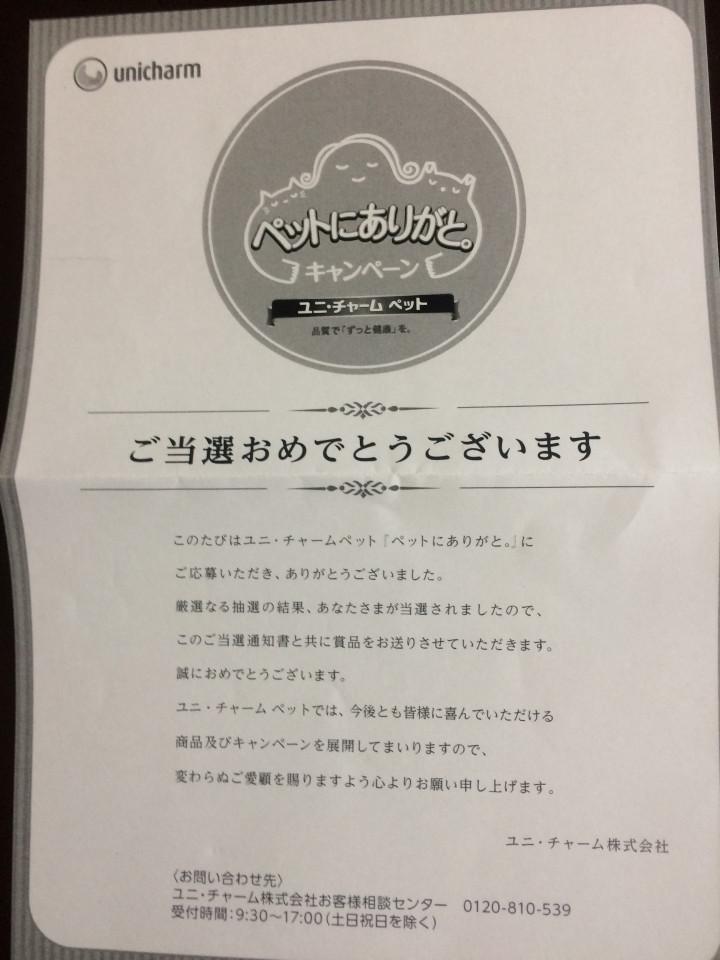 unicharm
ペットにありがと。
キャンペーン
ユニ・チャーム ペット
品質で「ずっと健康」を。
ご当選おめでとうございます
このたびはユニ・チャームペット『ペットにありがと。』に
ご応募いただき、ありがとうございました。
厳選なる抽選の結果、あなたさまが当選されましたので、
このご当選通知書と共に賞品をお送りさせていただきます。
誠におめでとうございます。
ユニ・チャーム ペットでは、今後とも皆様に喜んでいただける
商品及びキャンペーンを展開してまいりますので、
変わらぬご愛顧を賜りますよう心よりお願い申し上げます。
ユニ・チャーム株式会社
〈お問い合わせ先〉
ユニ・チャーム株式会社お客様相談センター 0120-810-539
受付時間:9:30～17:00(土日祝日を除く)